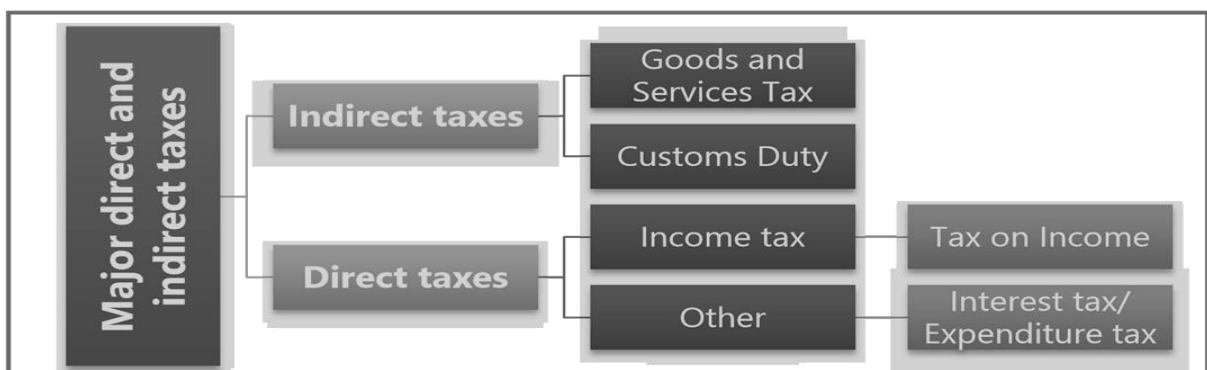 Major direct and
indirect taxes
Indirect taxes
Goods and
Services Tax
Customs Duty
Direct taxes
Income tax
Tax on Income
Other
Interest tax/
Expenditure tax